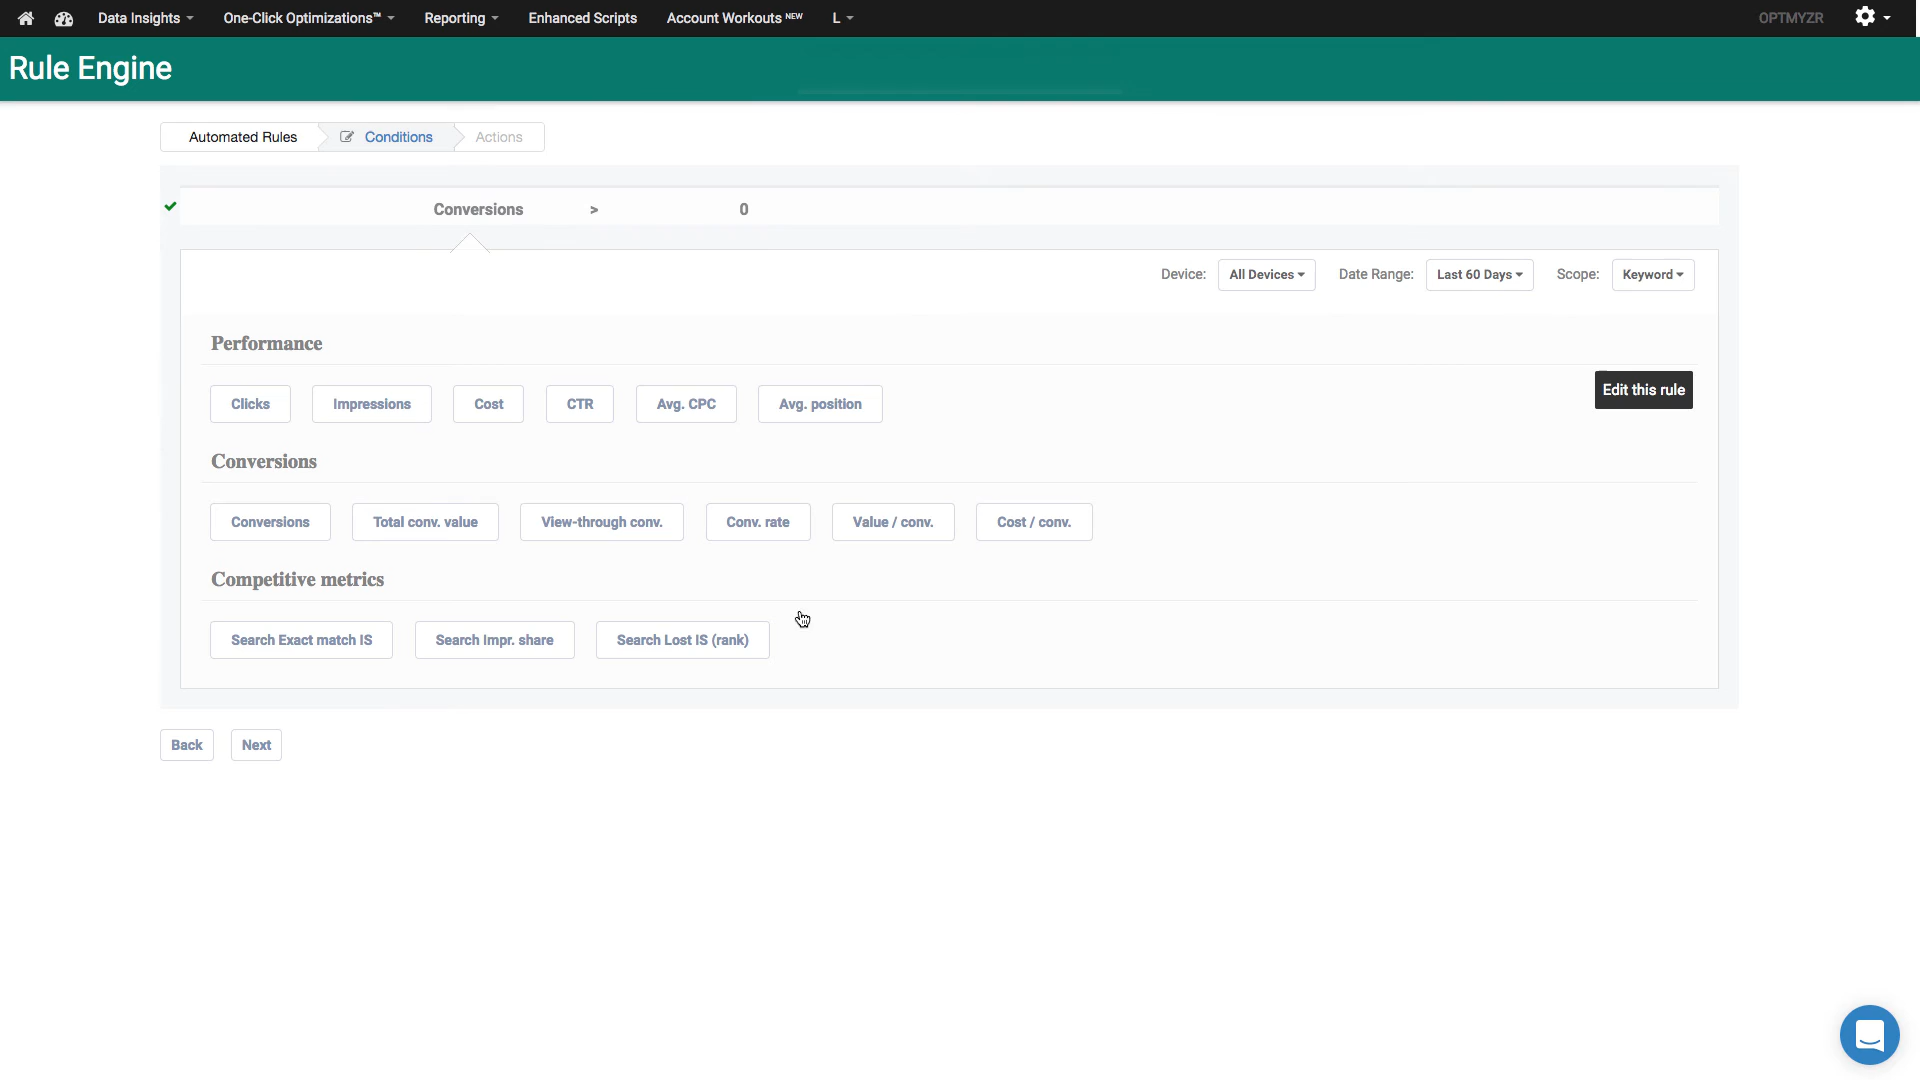 Data Insights One-Click Optimizations™ Reporting Enhanced Scripts Account Workouts NEW L OPTMYZR
Rule Engine
Automated Rules Conditions Actions
Conversions > 0
Device: All Devices Date Range: Last 60 Days Scope: Keyword
Performance
Edit this rule
Clicks Impressions Cost CTR Avg. CPC Avg. position
Conversions
Conversions Total conv. value View-through conv. Conv. rate Value / conv. Cost / conv.
Competitive metrics
Search Exact match IS Search Impr. share Search Lost IS (rank)
Back Next